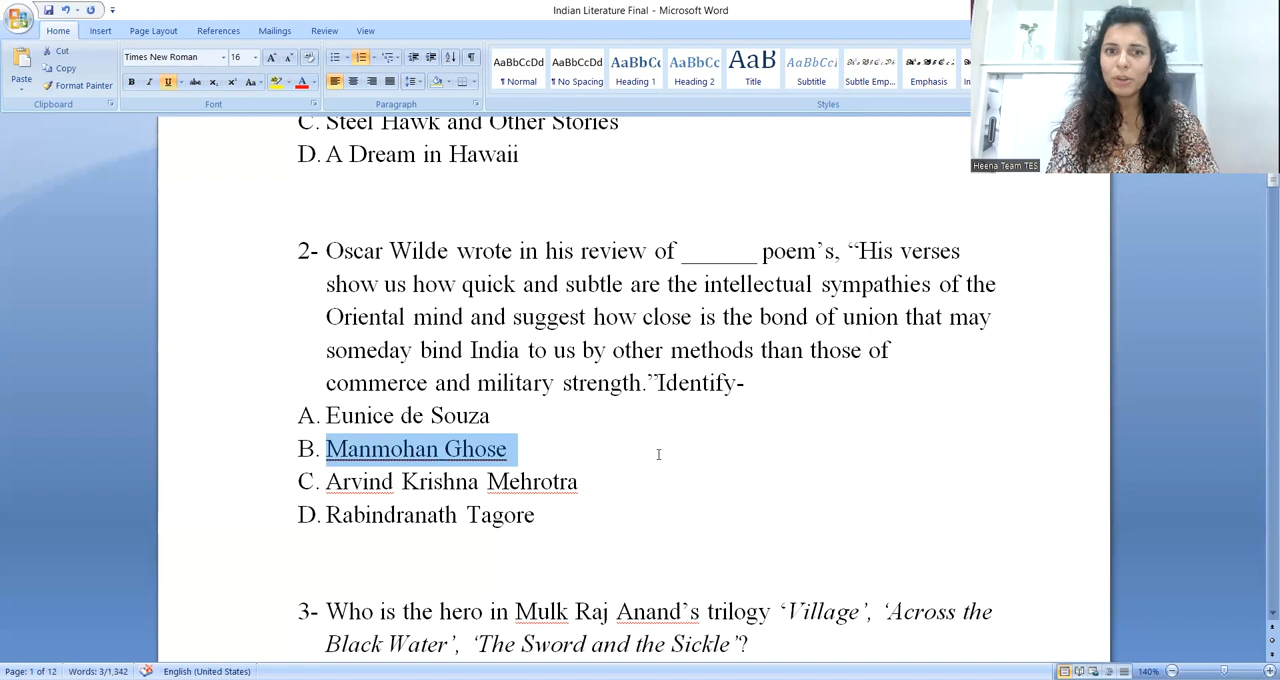 Indian Literature Final - Microsoft Word
Home Insert Page Layout References Mailings Review View
Cut
Copy
Format Painter
Paste
Clipboard
Times New Roman 16
Font
Paragraph
AaBbCcDd AaBbCcDd AaBbCc AaBbCc AaB AaBbCcI AaBbCcDd AaBbCcDd
¶ Normal ¶ No Spacing Heading 1 Heading 2 Title Subtitle Subtle Emp... Emphasis
Styles
Heena Team TES
C. Steel Hawk and Other Stories
D. A Dream in Hawaii
2- Oscar Wilde wrote in his review of ______ poem’s, “His verses
show us how quick and subtle are the intellectual sympathies of the
Oriental mind and suggest how close is the bond of union that may
someday bind India to us by other methods than those of
commerce and military strength.”Identify-
A. Eunice de Souza
B. Manmohan Ghose
C. Arvind Krishna Mehrotra
D. Rabindranath Tagore
3- Who is the hero in Mulk Raj Anand’s trilogy ‘Village’, ‘Across the
Black Water’, ‘The Sword and the Sickle’?
Page: 1 of 12 Words: 3/1,342 English (United States) 140%